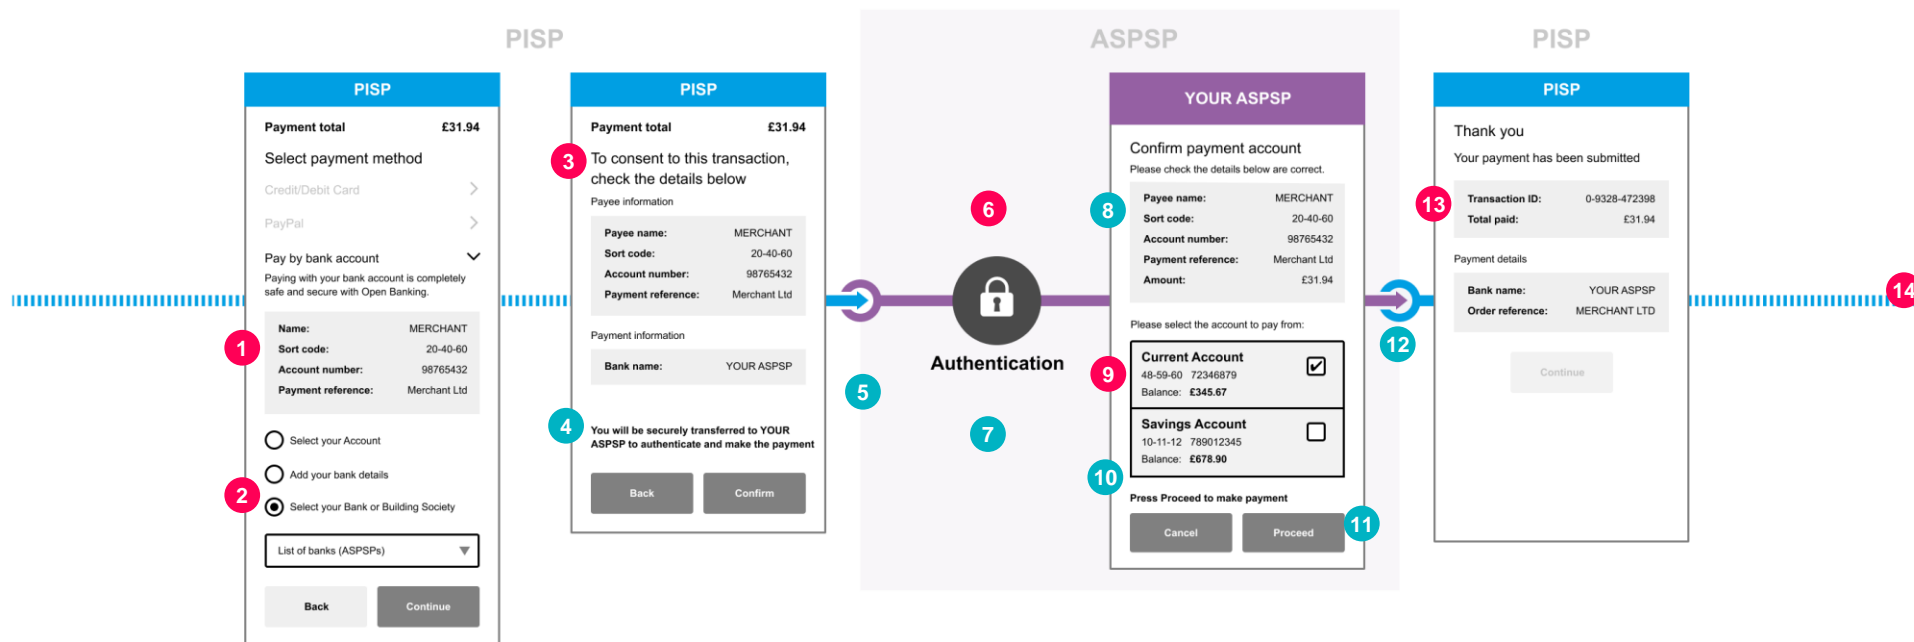 PISP
ASPSP
PISP
PISP
Payment total £31.94
Select payment method
Credit/Debit Card
PayPal
Pay by bank account
Paying with your bank account is completely
safe and secure with Open Banking.
1
Name: MERCHANT
Sort code: 20-40-60
Account number: 98765432
Payment reference: Merchant Ltd
Select your Account
Add your bank details
2
Select your Bank or Building Society
List of banks (ASPSPs)
Back Continue
PISP
Payment total £31.94
3
To consent to this transaction,
check the details below
Payee information
Payee name: MERCHANT
Sort code: 20-40-60
Account number: 98765432
Payment reference: Merchant Ltd
Payment information
Bank name: YOUR ASPSP
4
You will be securely transferred to YOUR
ASPSP to authenticate and make the payment
Back Confirm
5
6
Authentication
7
YOUR ASPSP
Confirm payment account
Please check the details below are correct.
8
Payee name: MERCHANT
Sort code: 20-40-60
Account number: 98765432
Payment reference: Merchant Ltd
Amount: £31.94
Please select the account to pay from:
9
Current Account
48-59-60 72346879
Balance: £345.67
Savings Account
10-11-12 789012345
Balance: £678.90
10
Press Proceed to make payment
Cancel Proceed
11
12
PISP
Thank you
Your payment has been submitted
13
Transaction ID: 0-9328-472398
Total paid: £31.94
Payment details
Bank name: YOUR ASPSP
Order reference: MERCHANT LTD
Continue
14